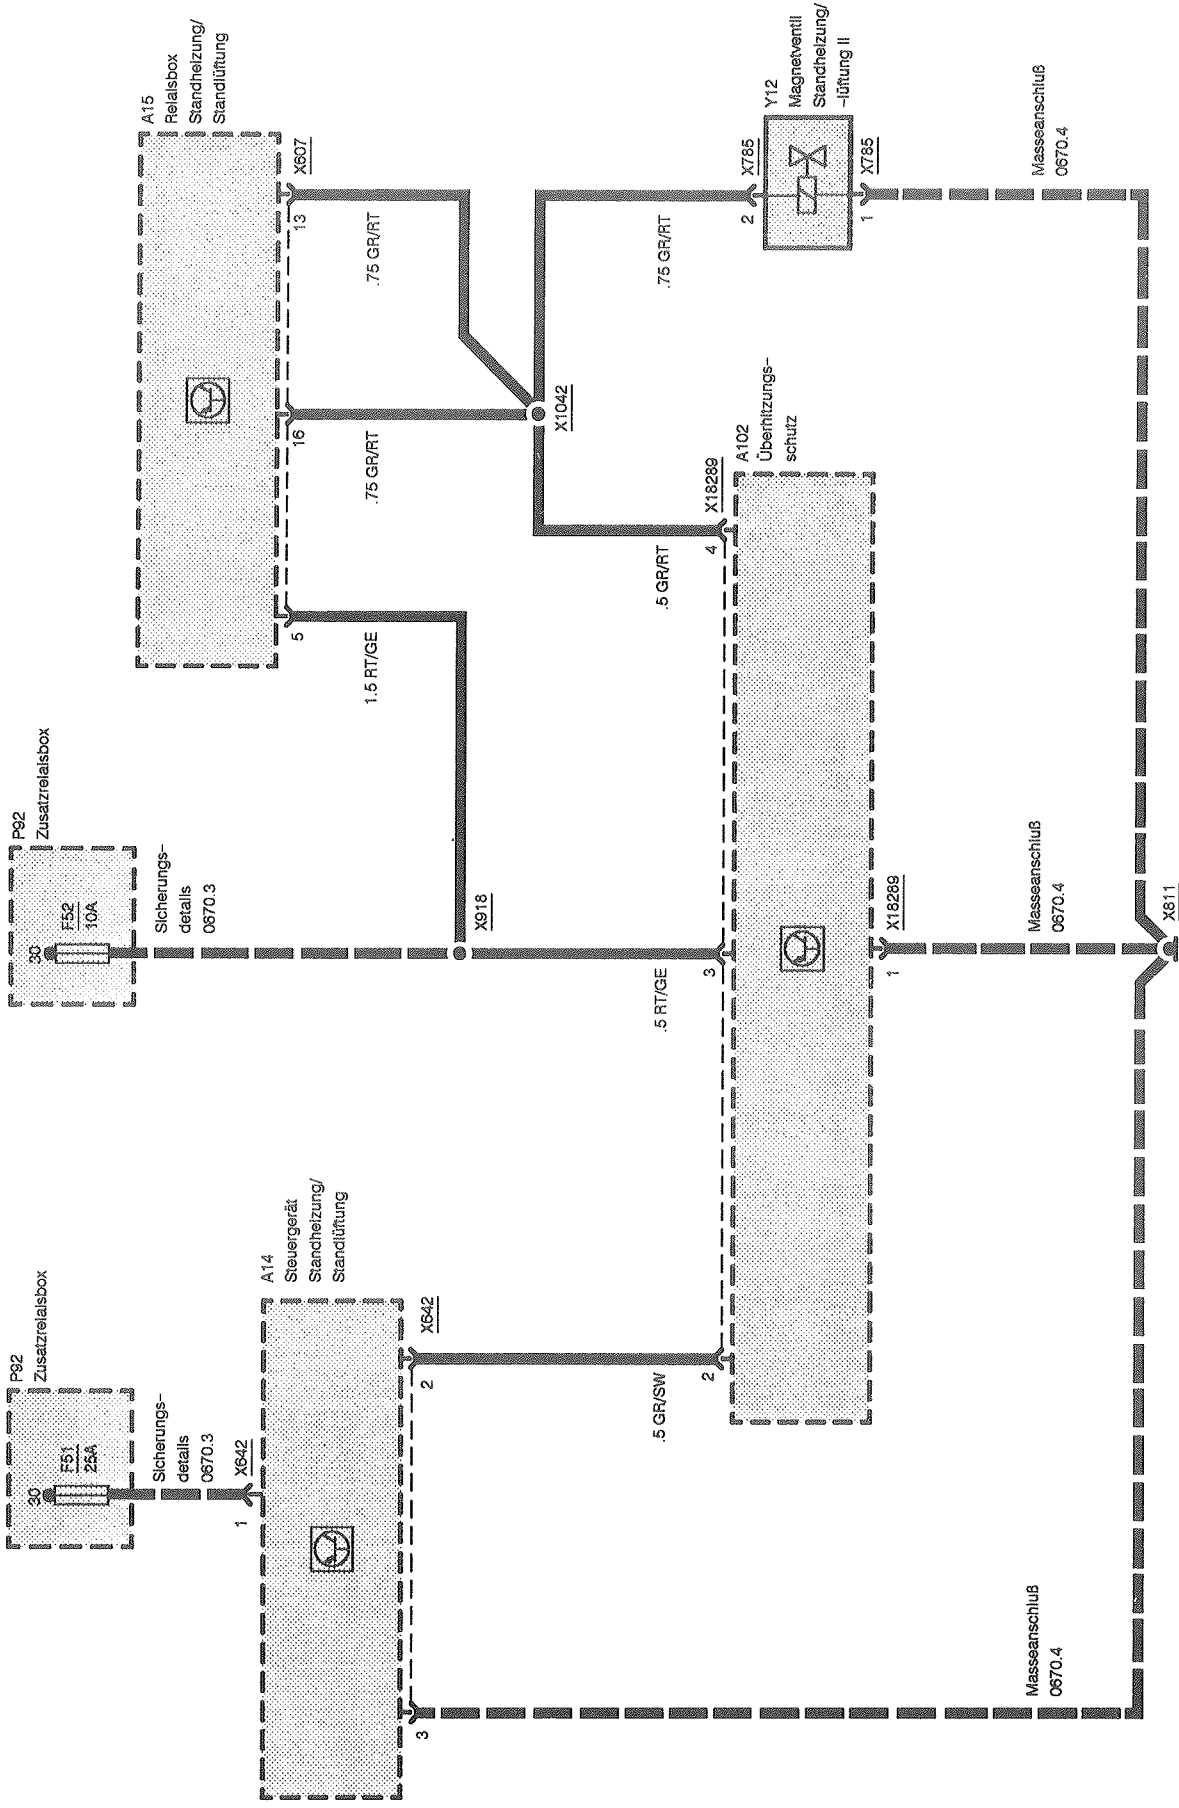 P92
Zusatzrelaisbox
30
F51
25A
Sicherungs-
details
0670.3
X642
1
A14
Steuergerät
Standheizung/
Standlüftung
3
2
X642
P92
Zusatzrelaisbox
30
F52
10A
Sicherungs-
details
0670.3
X918
A15
Relaisbox
Standheizung/
Standlüftung
5
16
13
X607
1.5 RT/GE
.75 GR/RT
.75 GR/RT
X1042
.5 GR/SW
.5 RT/GE
.5 GR/RT
.75 GR/RT
2
3
4
X18289
2
X785
A102
Überhitzungs-
schutz
Y12
Magnetventil
Standheizung/
-lüftung II
1
X18289
1
X785
Masseanschluß
0670.4
Masseanschluß
0670.4
Masseanschluß
0670.4
X811